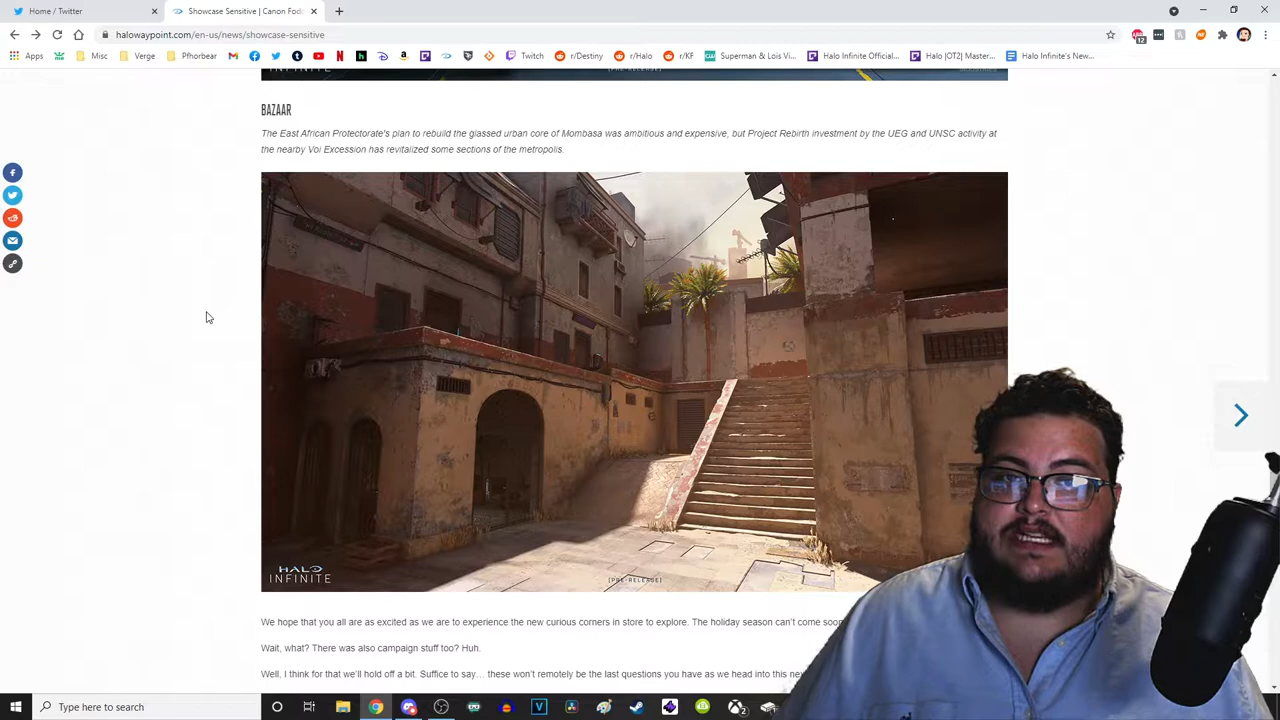 Home / Twitter
Showcase Sensitive | Canon Fod
halowaypoint.com/en-us/news/showcase-sensitive
12
Apps
Misc
Verge
Pfhorbear
Twitch
r/Destiny
r/Halo
r/KF
Superman & Lois Vi...
Halo Infinite Official...
Halo |OT2| Master...
Halo Infinite's New...
INFINITE
[PRE-RELEASE]
BAZAAR
The East African Protectorate's plan to rebuild the glassed urban core of Mombasa was ambitious and expensive, but Project Rebirth investment by the UEG and UNSC activity at
the nearby Voi Excession has revitalized some sections of the metropolis.
HALO
INFINITE
[PRE-RELEASE]
We hope that you all are as excited as we are to experience the new curious corners in store to explore. The holiday season can't come soon
Wait, what? There was also campaign stuff too? Huh.
Well, I think for that we'll hold off a bit. Suffice to say… these won't remotely be the last questions you have as we head into this ne
Type here to search